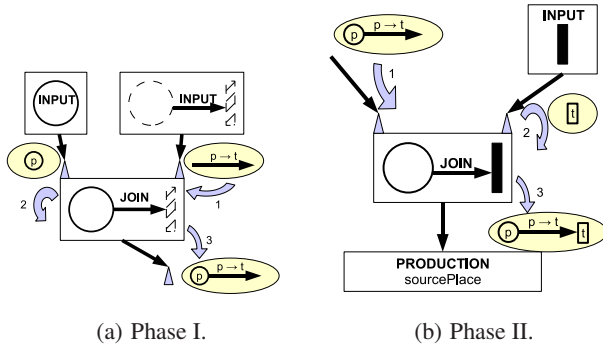 INPUT
INPUT
p
p → t
JOIN
2
1
3
p
p → t
(a) Phase I.
p
p → t
1
INPUT
2
t
JOIN
3
p
p → t
t
PRODUCTION
sourcePlace
(b) Phase II.